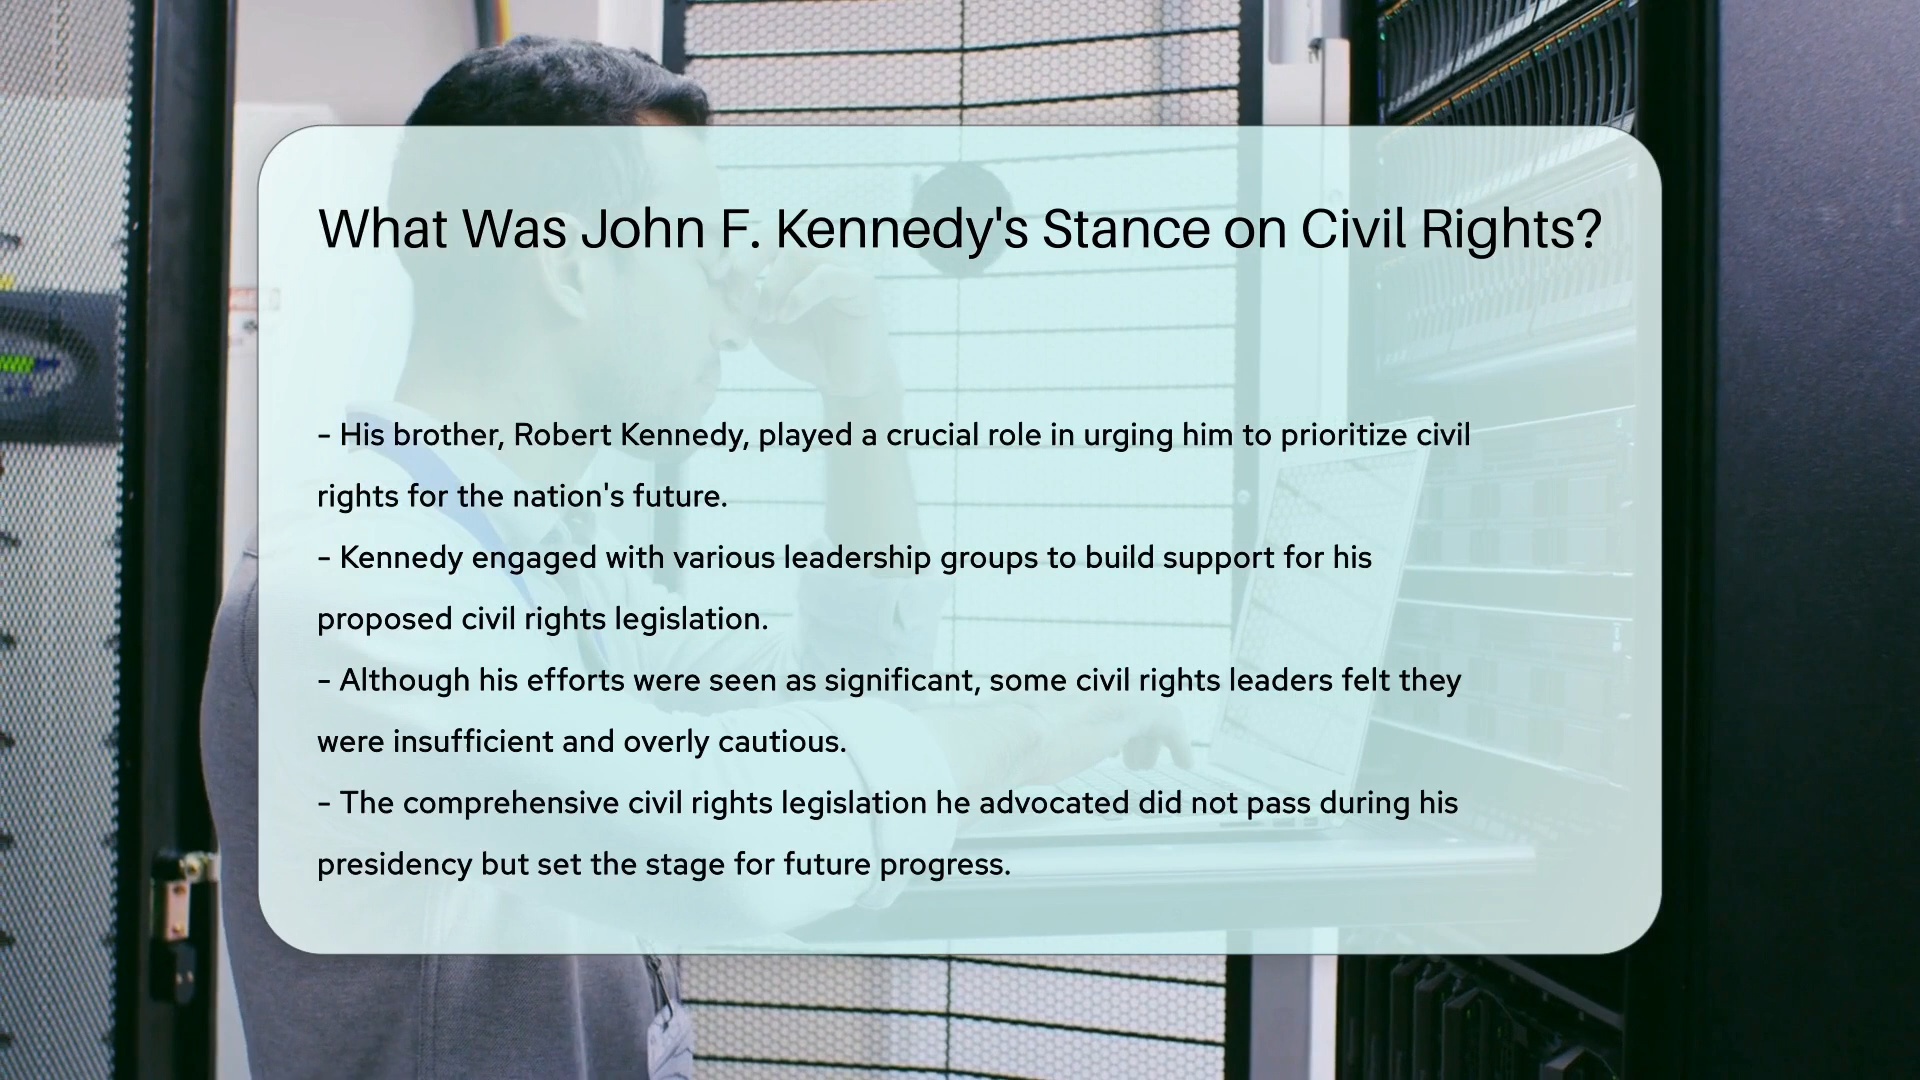 What Was John F. Kennedy's Stance on Civil Rights?
- His brother, Robert Kennedy, played a crucial role in urging him to prioritize civil
rights for the nation's future.
- Kennedy engaged with various leadership groups to build support for his
proposed civil rights legislation.
- Although his efforts were seen as significant, some civil rights leaders felt they
were insufficient and overly cautious.
- The comprehensive civil rights legislation he advocated did not pass during his
presidency but set the stage for future progress.